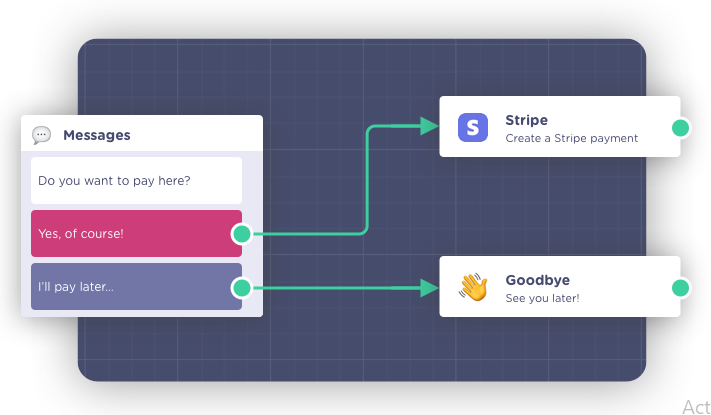 Messages
Do you want to pay here?
Yes, of course!
I'll pay later...
S
Stripe
Create a Stripe payment
Goodbye
See you later!
Act